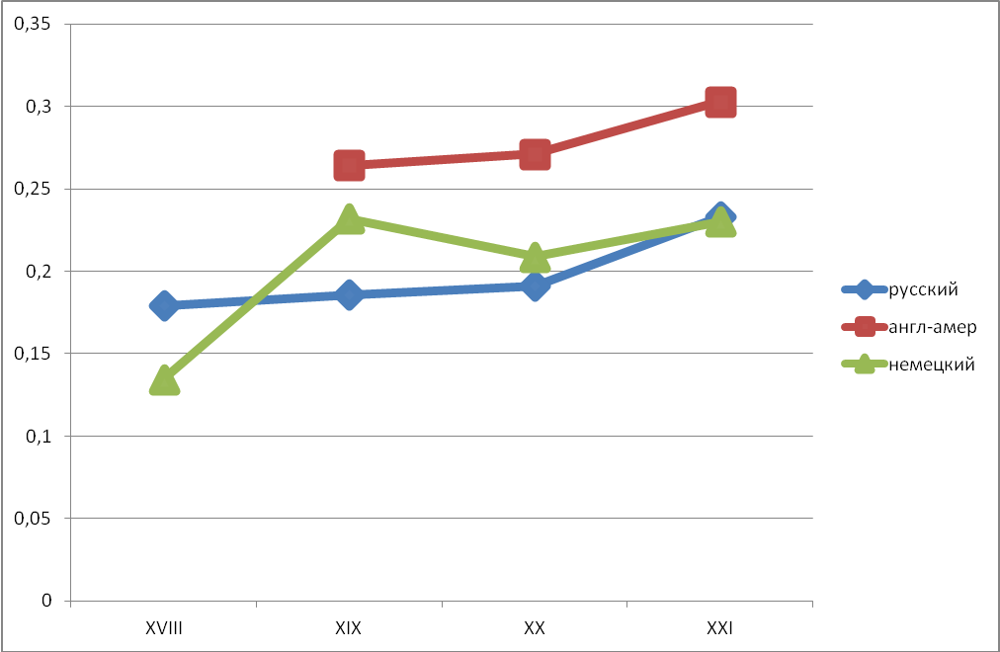 0,35
0,3
0,25
0,2
0,15
0,1
0,05
0
XVIII XIX XX XXI
русский
англ-амер
немецкий